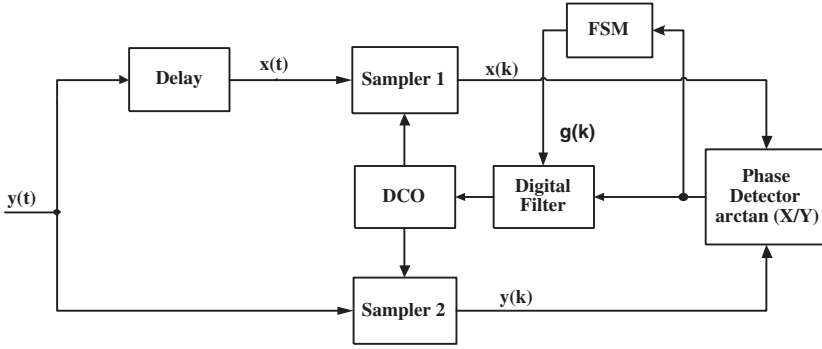 FSM
Delay
x(t)
Sampler 1
x(k)
g(k)
y(t)
DCO
Digital
Filter
Phase
Detector
arctan (X/Y)
Sampler 2
y(k)